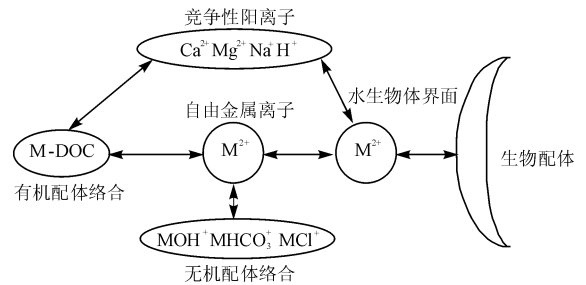 竞争性阳离子
Ca²⁺Mg²⁺Na⁺H⁺
自由金属离子
水生物体界面
M-DOC
M²⁺
M²⁺
生物配体
有机配体络合
MOH⁺MHCO₃⁺MCl⁺
无机配体络合